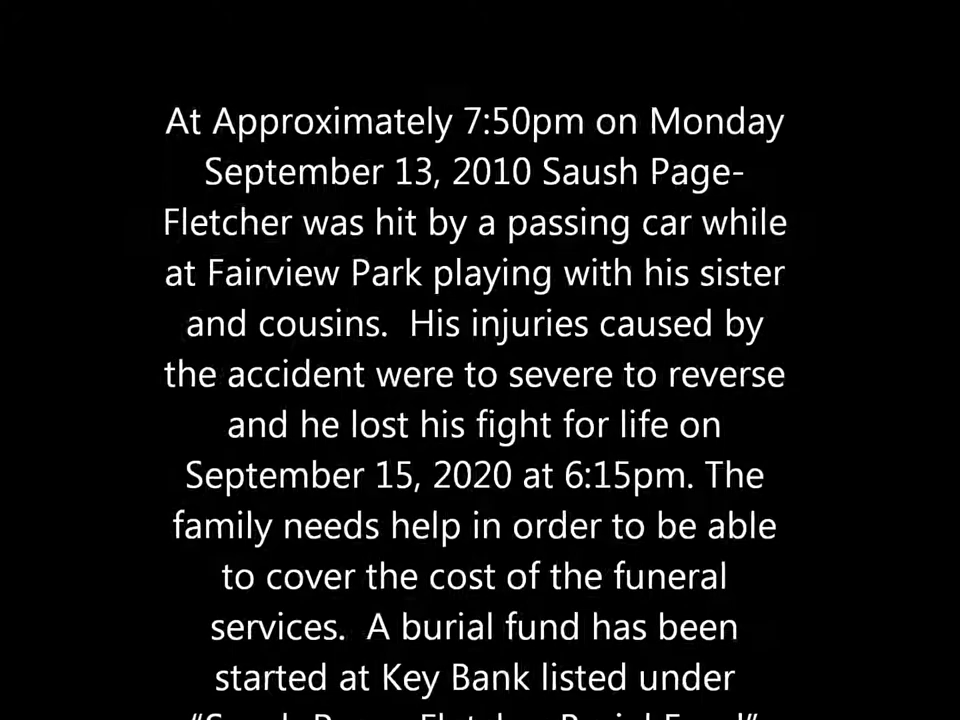 At Approximately 7:50pm on Monday
September 13, 2010 Saush Page-
Fletcher was hit by a passing car while
at Fairview Park playing with his sister
and cousins.  His injuries caused by
the accident were to severe to reverse
and he lost his fight for life on
September 15, 2020 at 6:15pm. The
family needs help in order to be able
to cover the cost of the funeral
services.  A burial fund has been
started at Key Bank listed under